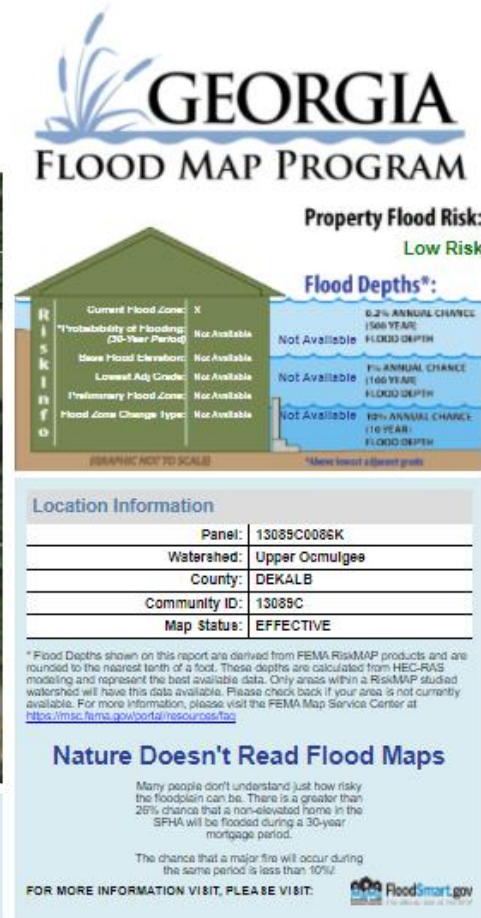 GEORGIA
FLOOD MAP PROGRAM
Property Flood Risk:
Low Risk
Flood Depths*:
Risk Info
Current Flood Zone: X
*Probability of Flooding: Not Available
(30-Year Period)
Base Flood Elevation: Not Available
Lowest Adj Grade: Not Available
Preliminary Flood Zone: Not Available
Flood Zone Change Type: Not Available
Not Available 0.2% ANNUAL CHANCE
(500 YEAR)
FLOOD DEPTH
Not Available 1% ANNUAL CHANCE
(100 YEAR)
FLOOD DEPTH
Not Available 10% ANNUAL CHANCE
(10 YEAR)
FLOOD DEPTH
(GRAPHIC NOT TO SCALE)
*Above lowest adjacent grade
Location Information
Panel: 13089C0086K
Watershed: Upper Ocmulgee
County: DEKALB
Community ID: 13089C
Map Status: EFFECTIVE
* Flood Depths shown on this report are derived from FEMA RiskMAP products and are
rounded to the nearest tenth of a foot. These depths are calculated from HEC-RAS
modeling and represent the best available data. Only areas within a RiskMAP studied
watershed will have this data available. Please check back if your area is not currently
available. For more information, please visit the FEMA Map Service Center at
https://msc.fema.gov/portal/resources/faq
Nature Doesn't Read Flood Maps
Many people don't understand just how risky
the floodplain can be. There is a greater than
26% chance that a non-elevated home in the
SFHA will be flooded during a 30-year
mortgage period.
The chance that a major fire will occur during
the same period is less than 10%!
FOR MORE INFORMATION VISIT, PLEASE VISIT:
FloodSmart.gov